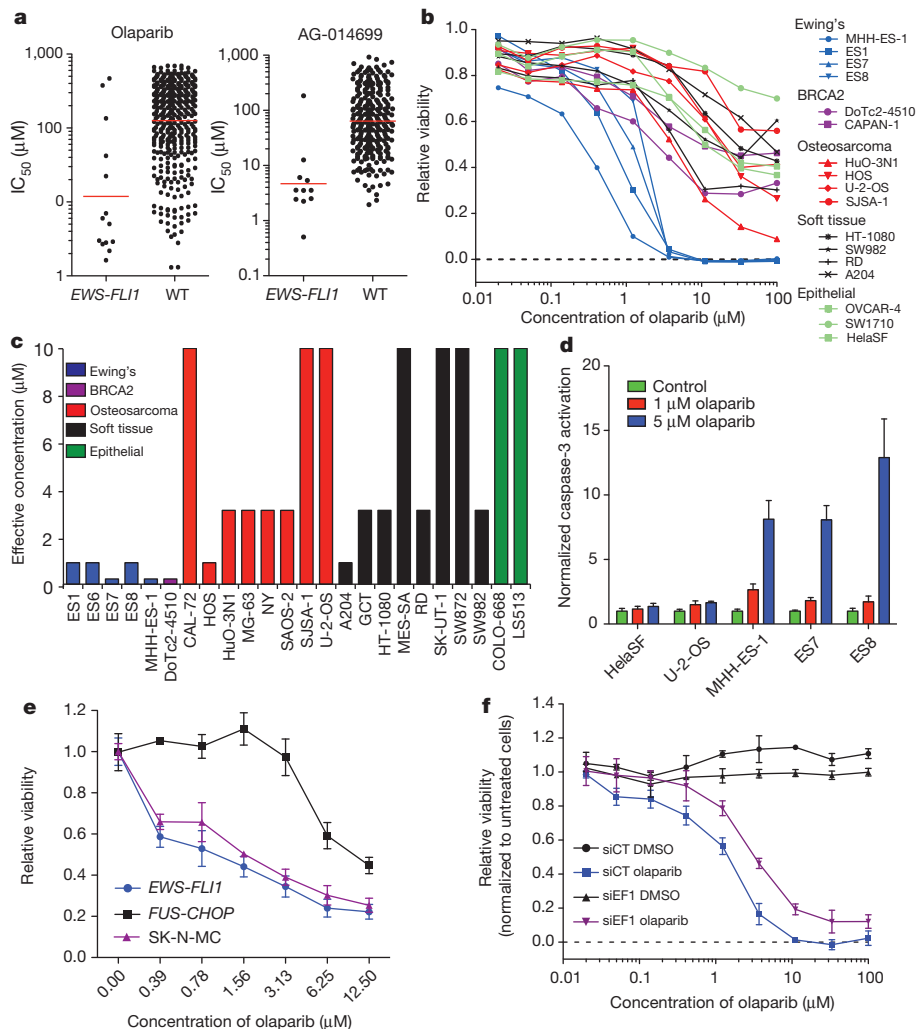 a
Olaparib
AG-014699
IC50 (μM)
1,000
100
0
1
EWS-FLI1
WT
IC50 (μM)
1,000
100
10
1
0.1
EWS-FLI1
WT
b
Relative viability
1.0
0.8
0.6
0.4
0.2
0.0
0.01
0.1
1
10
100
Concentration of olaparib (μM)
Ewing's
MHH-ES-1
ES1
ES7
ES8
BRCA2
DoTc2-4510
CAPAN-1
Osteosarcoma
HuO-3N1
HOS
U-2-OS
SJSA-1
Soft tissue
HT-1080
SW982
RD
A204
Epithelial
OVCAR-4
SW1710
HelaSF
c
Effective concentration (μM)
10
8
6
4
2
0
Ewing's
BRCA2
Osteosarcoma
Soft tissue
Epithelial
ES1
ES6
ES7
ES8
MHH-ES-1
DoTc2-4510
CAL-72
HOS
HuO-3N1
MG-63
NY
SAOS-2
SJSA-1
U-2-OS
A204
GCT
HT-1080
MES-SA
RD
SK-UT-1
SW872
SW982
COLO-668
LS513
d
Normalized caspase-3 activation
20
15
10
5
0
Control
1 μM olaparib
5 μM olaparib
HelaSF
U-2-OS
MHH-ES-1
ES7
ES8
e
Relative viability
1.2
1.0
0.8
0.6
0.4
0.2
0
EWS-FLI1
FUS-CHOP
SK-N-MC
0.00
0.39
0.78
1.56
3.13
6.25
12.50
Concentration of olaparib (μM)
f
Relative viability
(normalized to untreated cells)
1.4
1.2
1.0
0.8
0.6
0.4
0.2
0.0
siCT DMSO
siCT olaparib
siEF1 DMSO
siEF1 olaparib
0.01
0.1
1
10
100
Concentration of olaparib (μM)